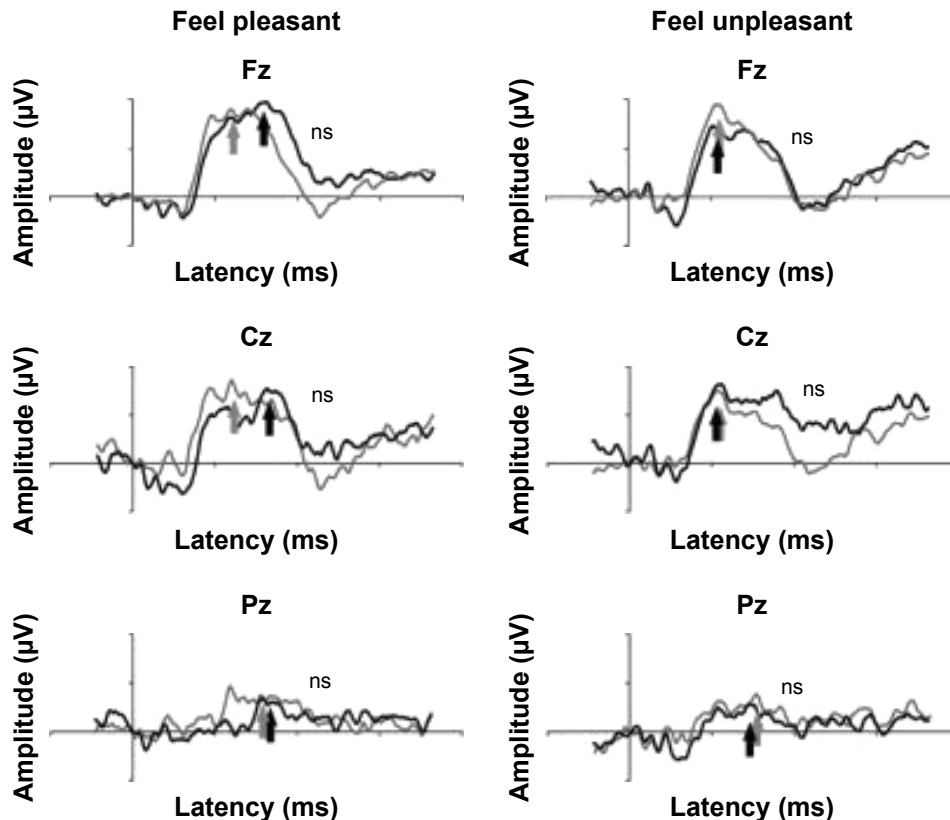 Feel pleasant
Feel unpleasant
Fz
Fz
Amplitude (µV)
ns
Latency (ms)
Amplitude (µV)
ns
Latency (ms)
Cz
Cz
Amplitude (µV)
ns
Latency (ms)
Amplitude (µV)
ns
Latency (ms)
Pz
Pz
Amplitude (µV)
ns
Latency (ms)
Amplitude (µV)
ns
Latency (ms)